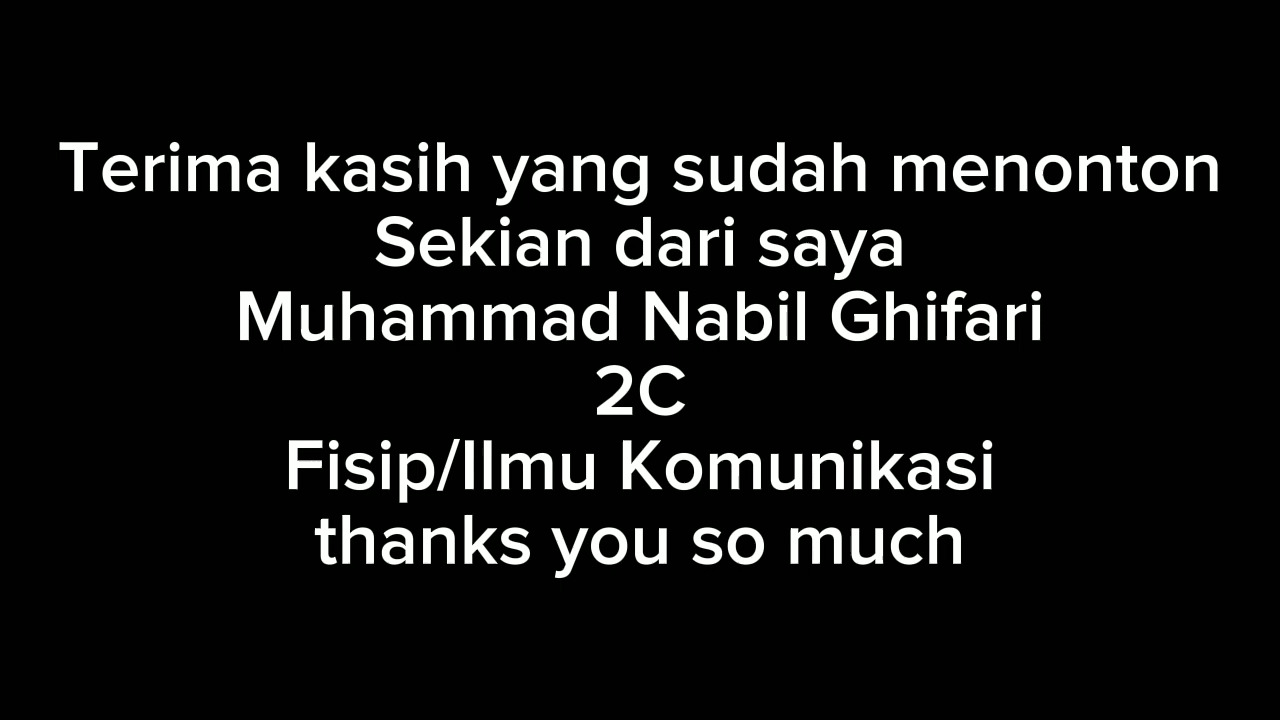 Terima kasih yang sudah menonton
Sekian dari saya
Muhammad Nabil Ghifari
2C
Fisip/Ilmu Komunikasi
thanks you so much